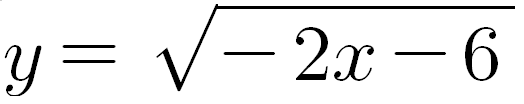 y = √(−2x − 6)